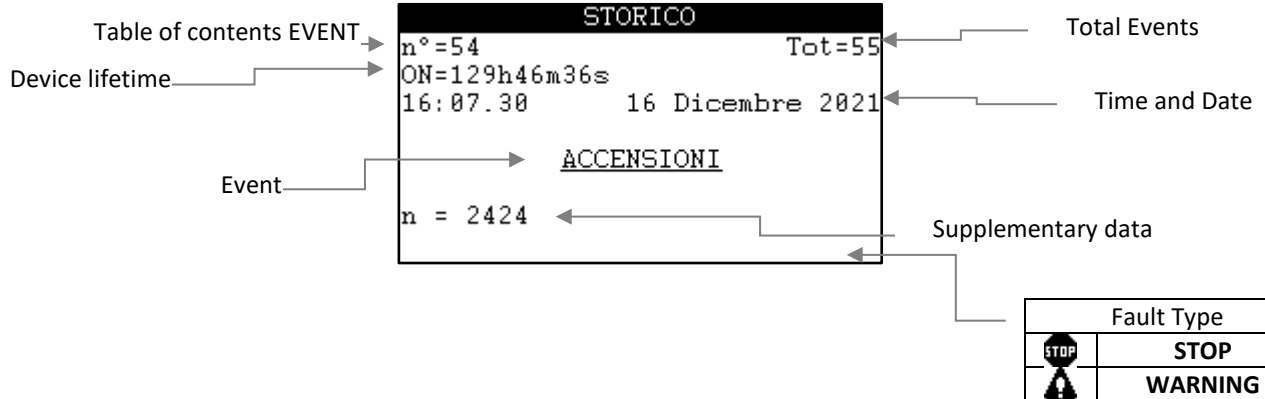 STORICO
Table of contents EVENT
n°=54 Tot=55
Total Events
Device lifetime
ON=129h46m36s
16:07.30 16 Dicembre 2021
Time and Date
Event
ACCENSIONI
n = 2424
Supplementary data
Fault Type
STOP STOP
WARNING